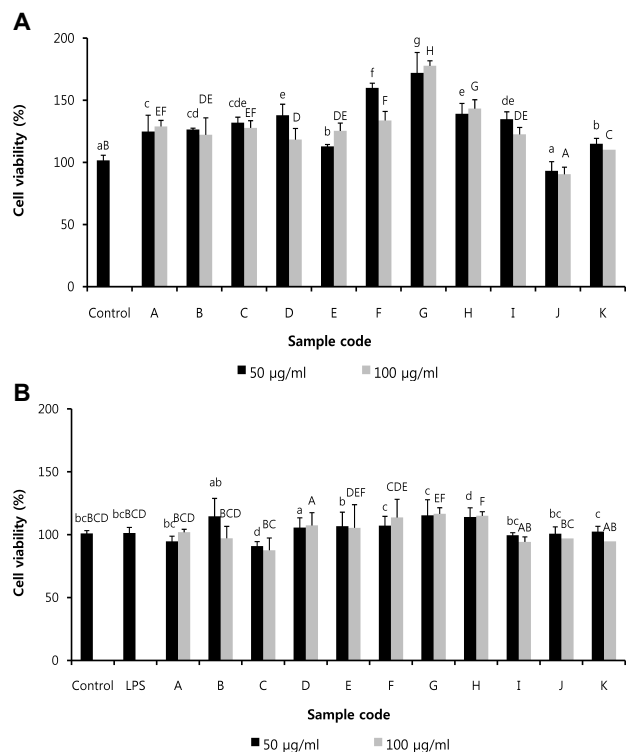 A
Cell viability (%)
200
150
100
50
0
aB
c
EF
cd
DE
cde
EF
e
D
b
DE
f
F
g
H
e
G
de
DE
a
A
b
C
Control A B C D E F G H I J K
Sample code
50 μg/ml 100 μg/ml
B
Cell viability (%)
200
150
100
50
0
bcBCD
bcBCD
bc
BCD
ab
BCD
d
BC
a
A
b
DEF
c
CDE
c
EF
d
F
bc
AB
bc
BC
c
AB
Control LPS A B C D E F G H I J K
Sample code
50 μg/ml 100 μg/ml